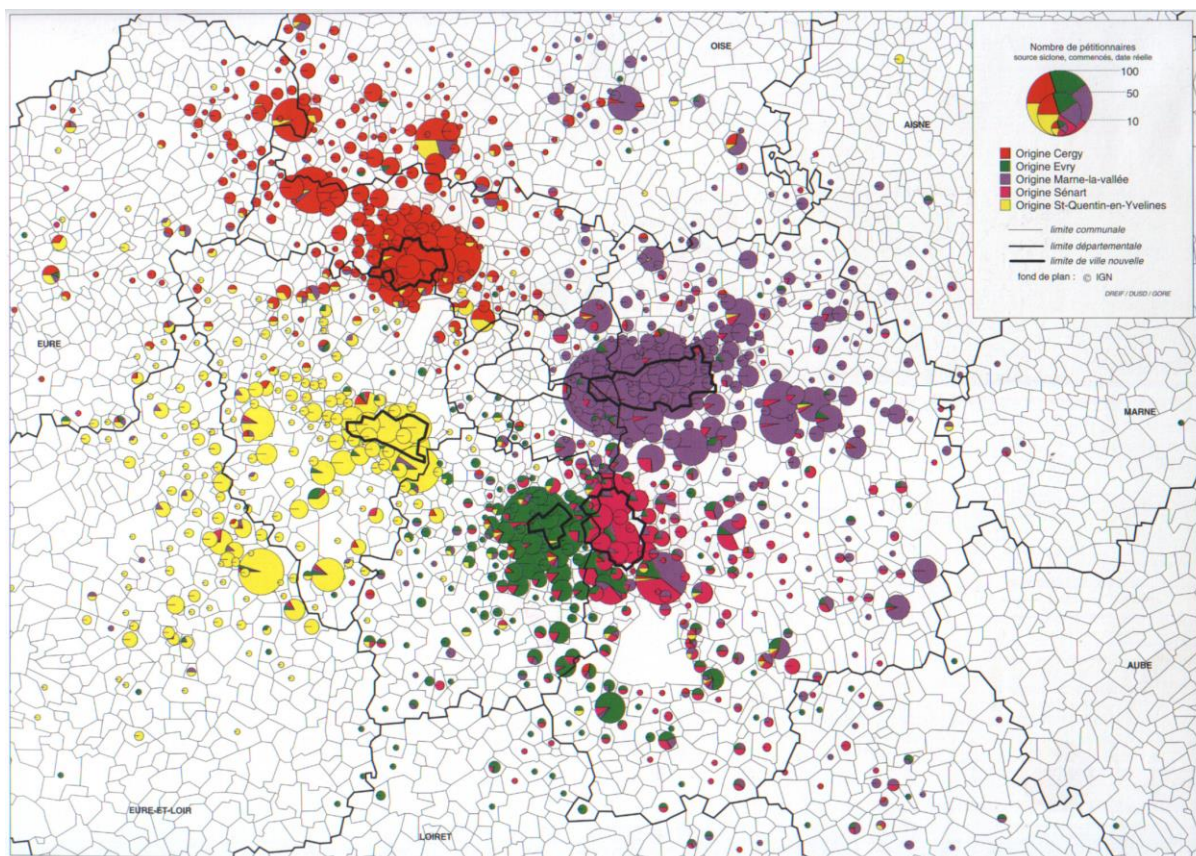 OISE
AISNE
EURE
MARNE
AUBE
EURE-ET-LOIR
LOIRET
Nombre de pétitionnaires
source siclone, commencés, date réelle
100
50
10
Origine Cergy
Origine Evry
Origine Marne-la-vallée
Origine Sénart
Origine St-Quentin-en-Yvelines
limite communale
limite départementale
limite de ville nouvelle
fond de plan : © IGN
DREIF / DUSD / GORE